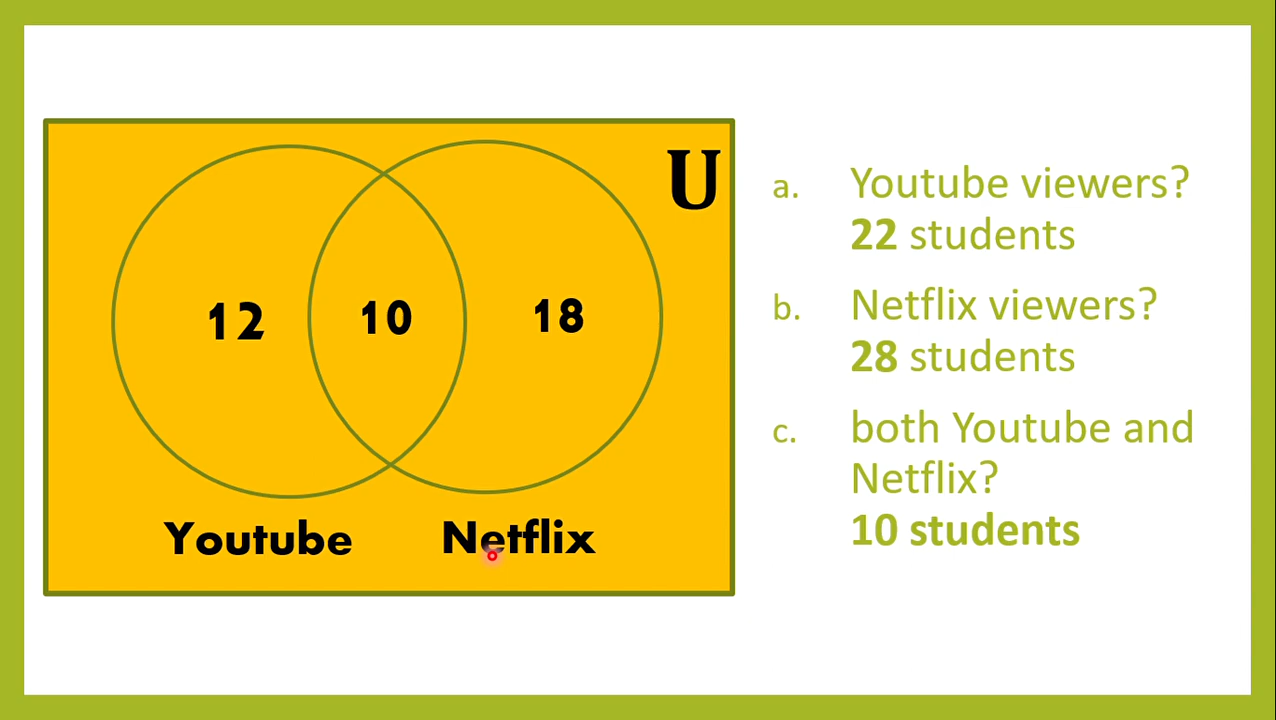 U
12 10 18
Youtube Netflix
a. Youtube viewers?
22 students
b. Netflix viewers?
28 students
c. both Youtube and
Netflix?
10 students